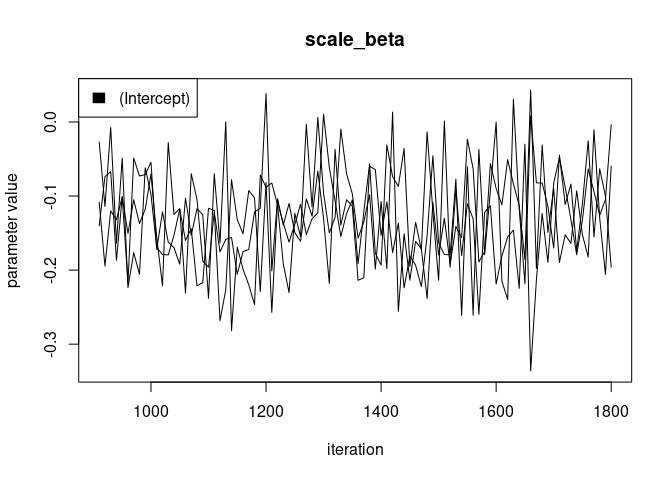 scale_beta
(Intercept)
0.0
-0.1
-0.2
-0.3
parameter value
1000 1200 1400 1600 1800
iteration